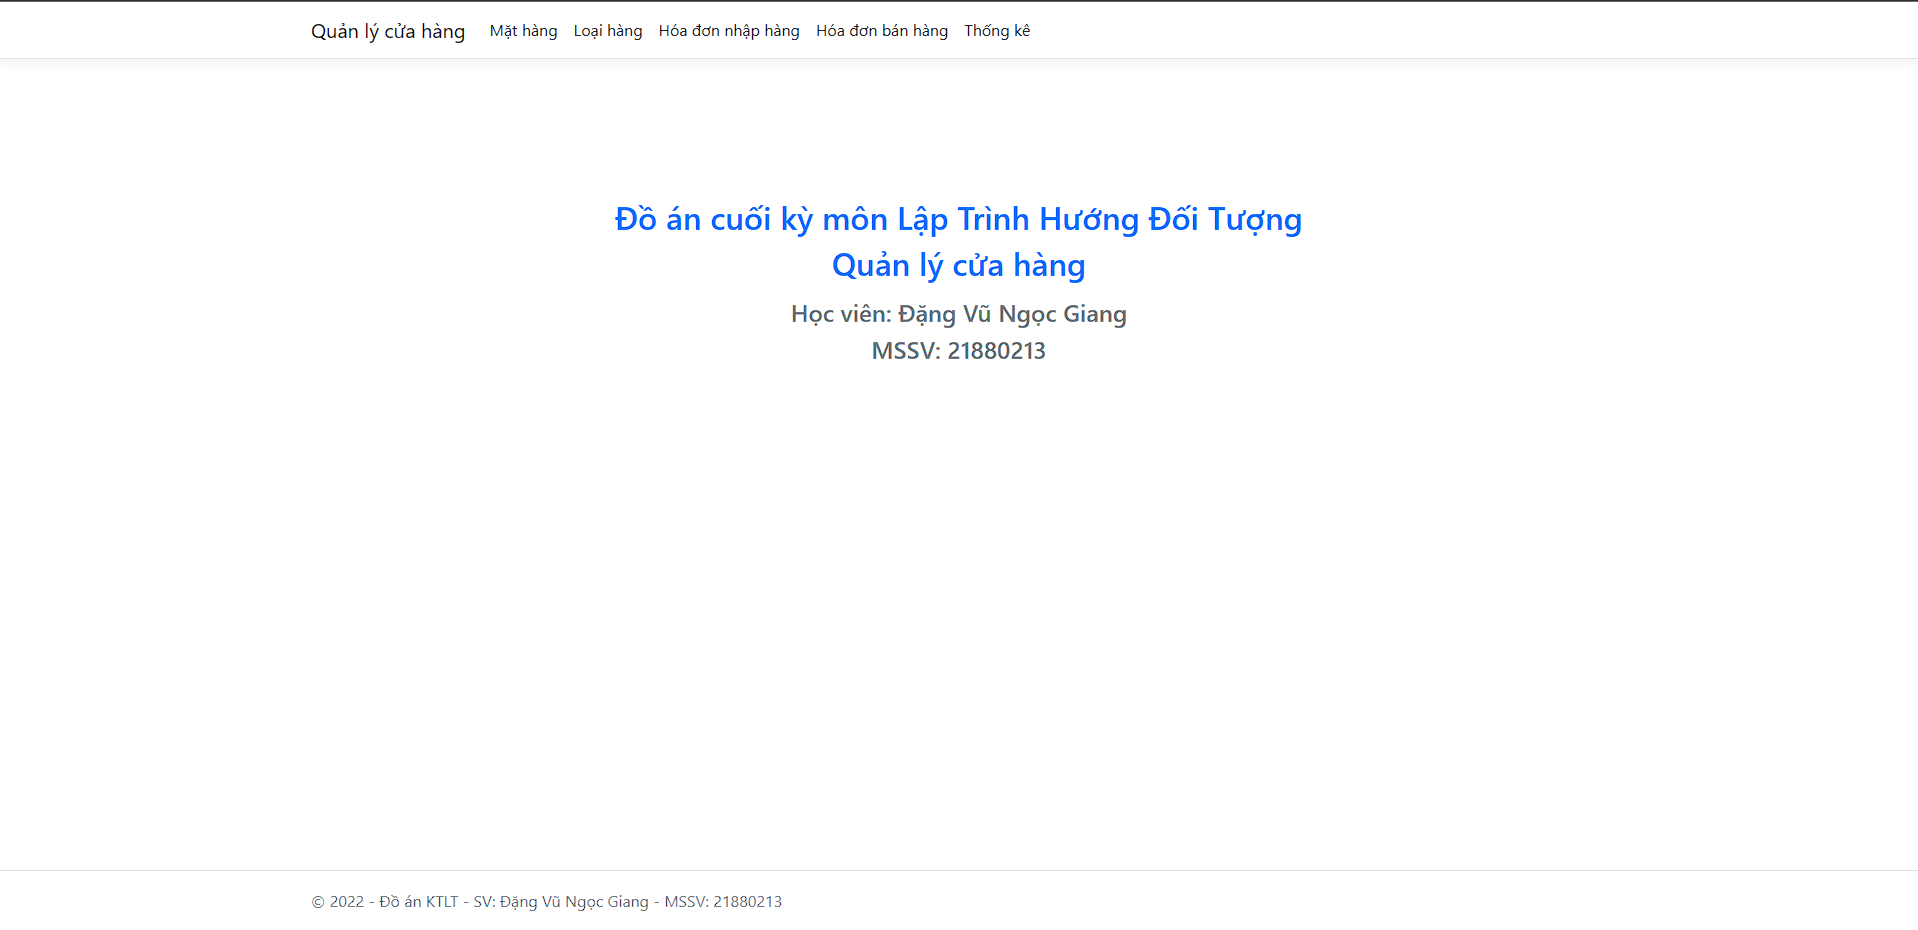 Quản lý cửa hàng Mặt hàng Loại hàng Hóa đơn nhập hàng Hóa đơn bán hàng Thống kê
Đồ án cuối kỳ môn Lập Trình Hướng Đối Tượng
Quản lý cửa hàng
Học viên: Đặng Vũ Ngọc Giang
MSSV: 21880213
© 2022 - Đồ án KTLT - SV: Đặng Vũ Ngọc Giang - MSSV: 21880213